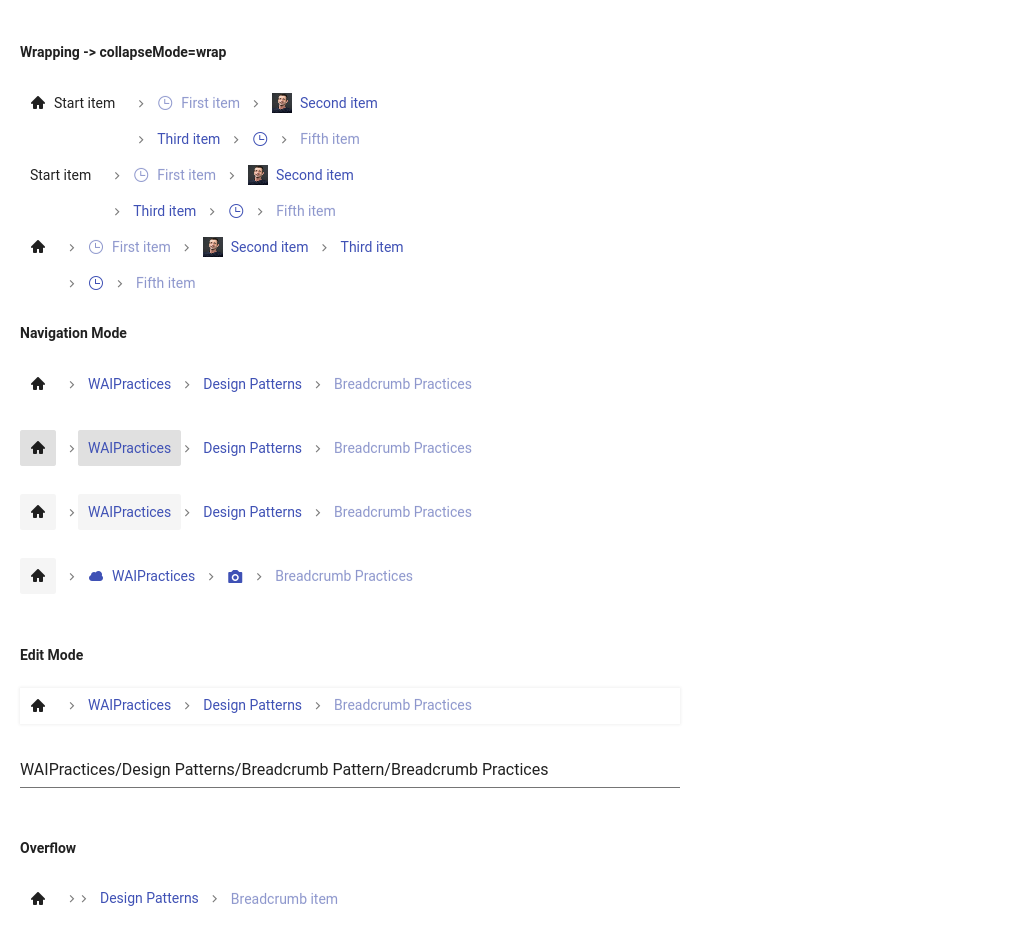 Wrapping -> collapseMode=wrap
Start item > First item > Second item
> Third item > > Fifth item
Start item > First item > Second item
> Third item > > Fifth item
> First item > Second item > Third item
> > Fifth item
Navigation Mode
> WAIPractices > Design Patterns > Breadcrumb Practices
> WAIPractices > Design Patterns > Breadcrumb Practices
> WAIPractices > Design Patterns > Breadcrumb Practices
> WAIPractices > > Breadcrumb Practices
Edit Mode
> WAIPractices > Design Patterns > Breadcrumb Practices
WAIPractices/Design Patterns/Breadcrumb Pattern/Breadcrumb Practices
Overflow
> > Design Patterns > Breadcrumb item